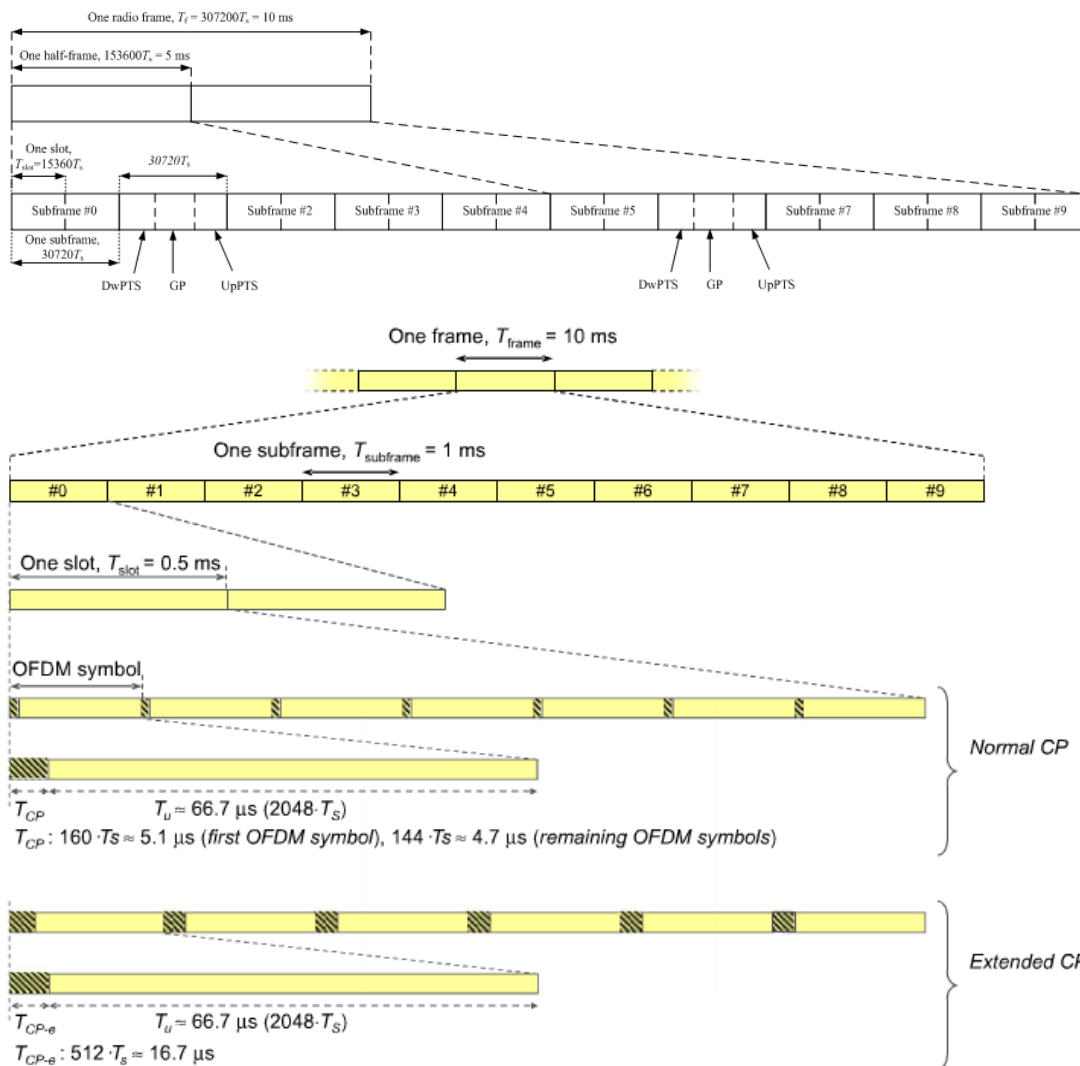 One radio frame, T_f = 307200T_s = 10 ms
One half-frame, 153600T_s = 5 ms
One slot,
T_slot=15360T_s
30720T_s
Subframe #0
Subframe #2
Subframe #3
Subframe #4
Subframe #5
Subframe #7
Subframe #8
Subframe #9
One subframe,
30720T_s
DwPTS
GP
UpPTS
DwPTS
GP
UpPTS
One frame, T_frame = 10 ms
One subframe, T_subframe = 1 ms
#0 #1 #2 #3 #4 #5 #6 #7 #8 #9
One slot, T_slot = 0.5 ms
OFDM symbol
Normal CP
T_CP T_u ≈ 66.7 μs (2048·T_S)
T_CP : 160 ·Ts ≈ 5.1 μs (first OFDM symbol), 144 ·Ts ≈ 4.7 μs (remaining OFDM symbols)
Extended CP
T_CP-e T_u ≈ 66.7 μs (2048·T_S)
T_CP-e : 512 ·T_s ≈ 16.7 μs